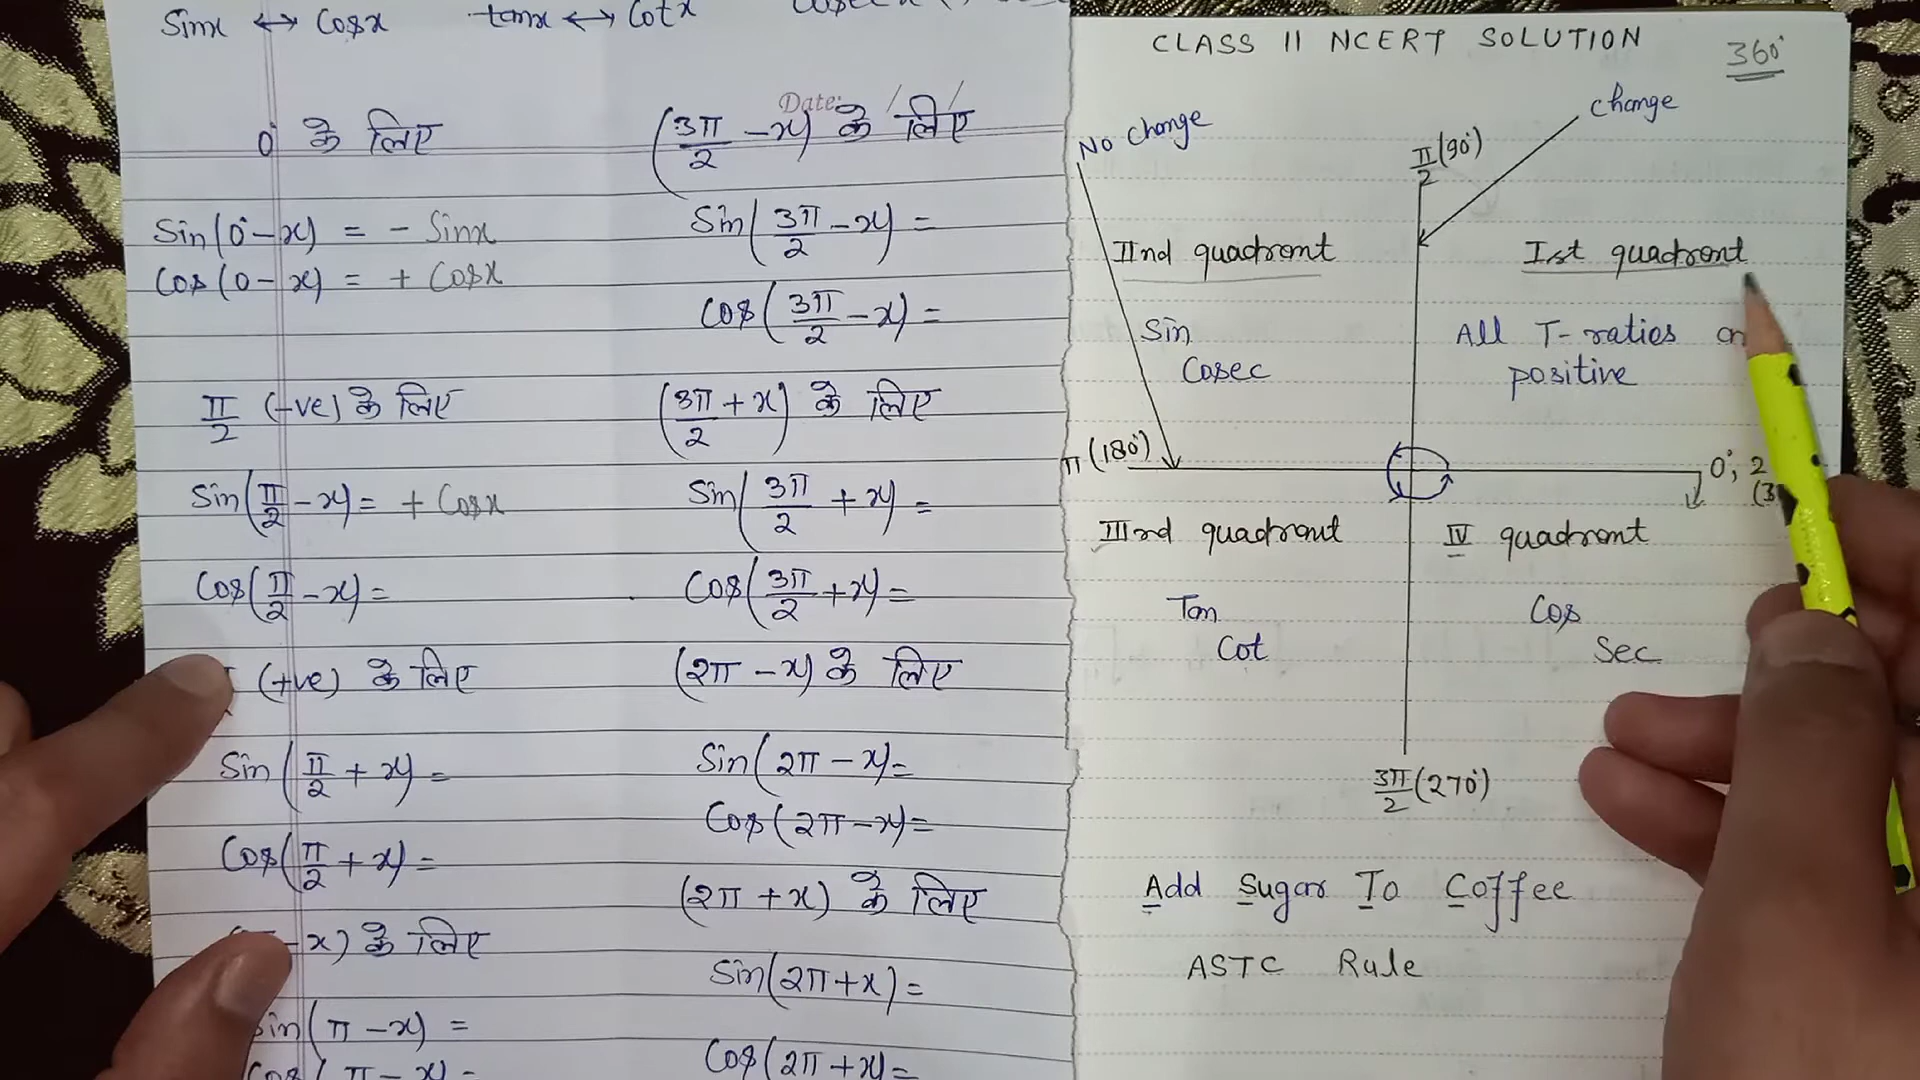 Sinx ↔ Cosx tanx ↔ Cotx
0° के लिए
Sin(0°-x) = - Sinx
Cos(0-x) = + Cosx
π/2 (-ve) के लिए
Sin(π/2 - x) = + Cosx
Cos(π/2 - x) =
(+ve) के लिए
Sin(π/2 + x) =
Cos(π/2 + x) =
-x) के लिए
Sin(π - x) =
Date: / /
(3π/2 - x) के लिए
Sin(3π/2 - x) =
Cos(3π/2 - x) =
(3π/2 + x) के लिए
Sin(3π/2 + x) =
Cos(3π/2 + x) =
(2π - x) के लिए
Sin(2π - x) =
Cos(2π - x) =
(2π + x) के लिए
Sin(2π + x) =
Cos(2π + x) =
CLASS 11 NCERT SOLUTION
360°
No change
change
π/2 (90°)
IInd quadrant
Ist quadrant
Sin
Cosec
All T-ratios
positive
π (180°)
0°, 2
IIIrd quadrant
IV quadrant
Tan
Cot
Cos
Sec
3π/2 (270°)
Add Sugar To Coffee
ASTC Rule